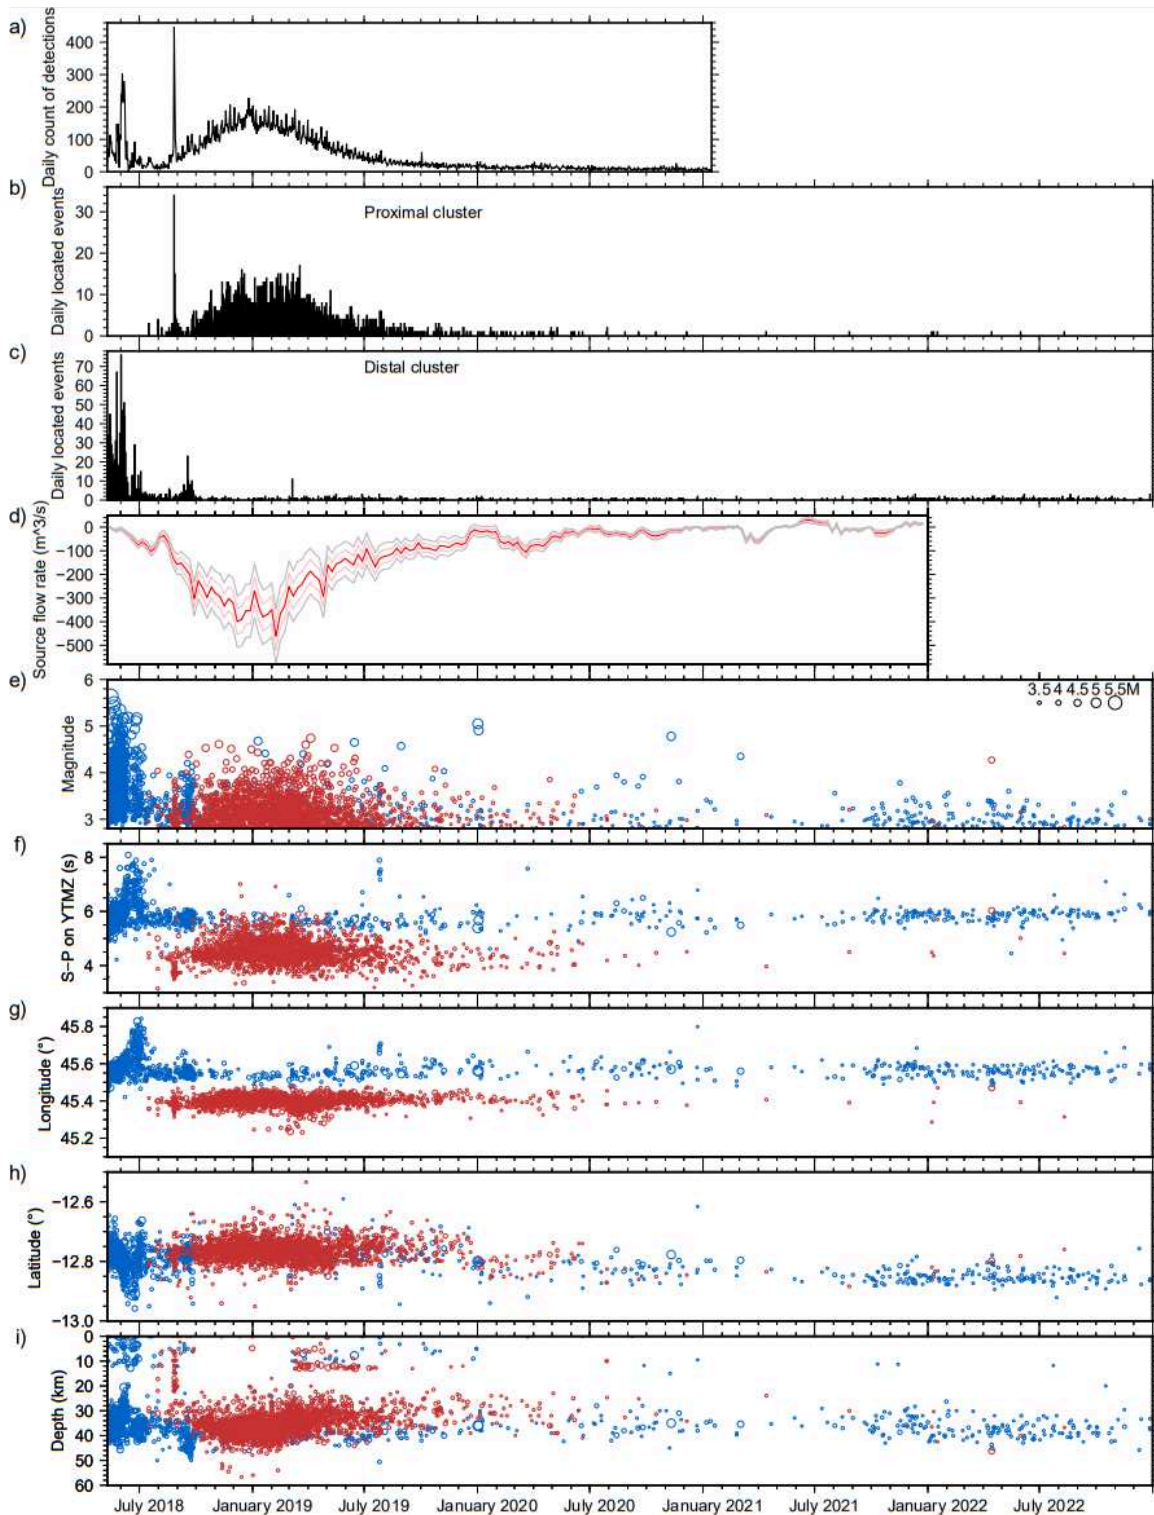 a)
Daily count of detections
400
300
200
100
0
b)
Daily located events
30
20
10
0
Proximal cluster
c)
Daily located events
70
60
50
40
30
20
10
0
Distal cluster
d)
Source flow rate (m^3/s)
0
−100
−200
−300
−400
−500
e)
Magnitude
6
5
4
3
3.5 4 4.5 5 5.5M
f)
S−P on YTMZ (s)
8
6
4
g)
Longitude (°)
45.8
45.6
45.4
45.2
h)
Latitude (°)
−12.6
−12.8
−13.0
i)
Depth (km)
0
10
20
30
40
50
60
July 2018 January 2019 July 2019 January 2020 July 2020 January 2021 July 2021 January 2022 July 2022